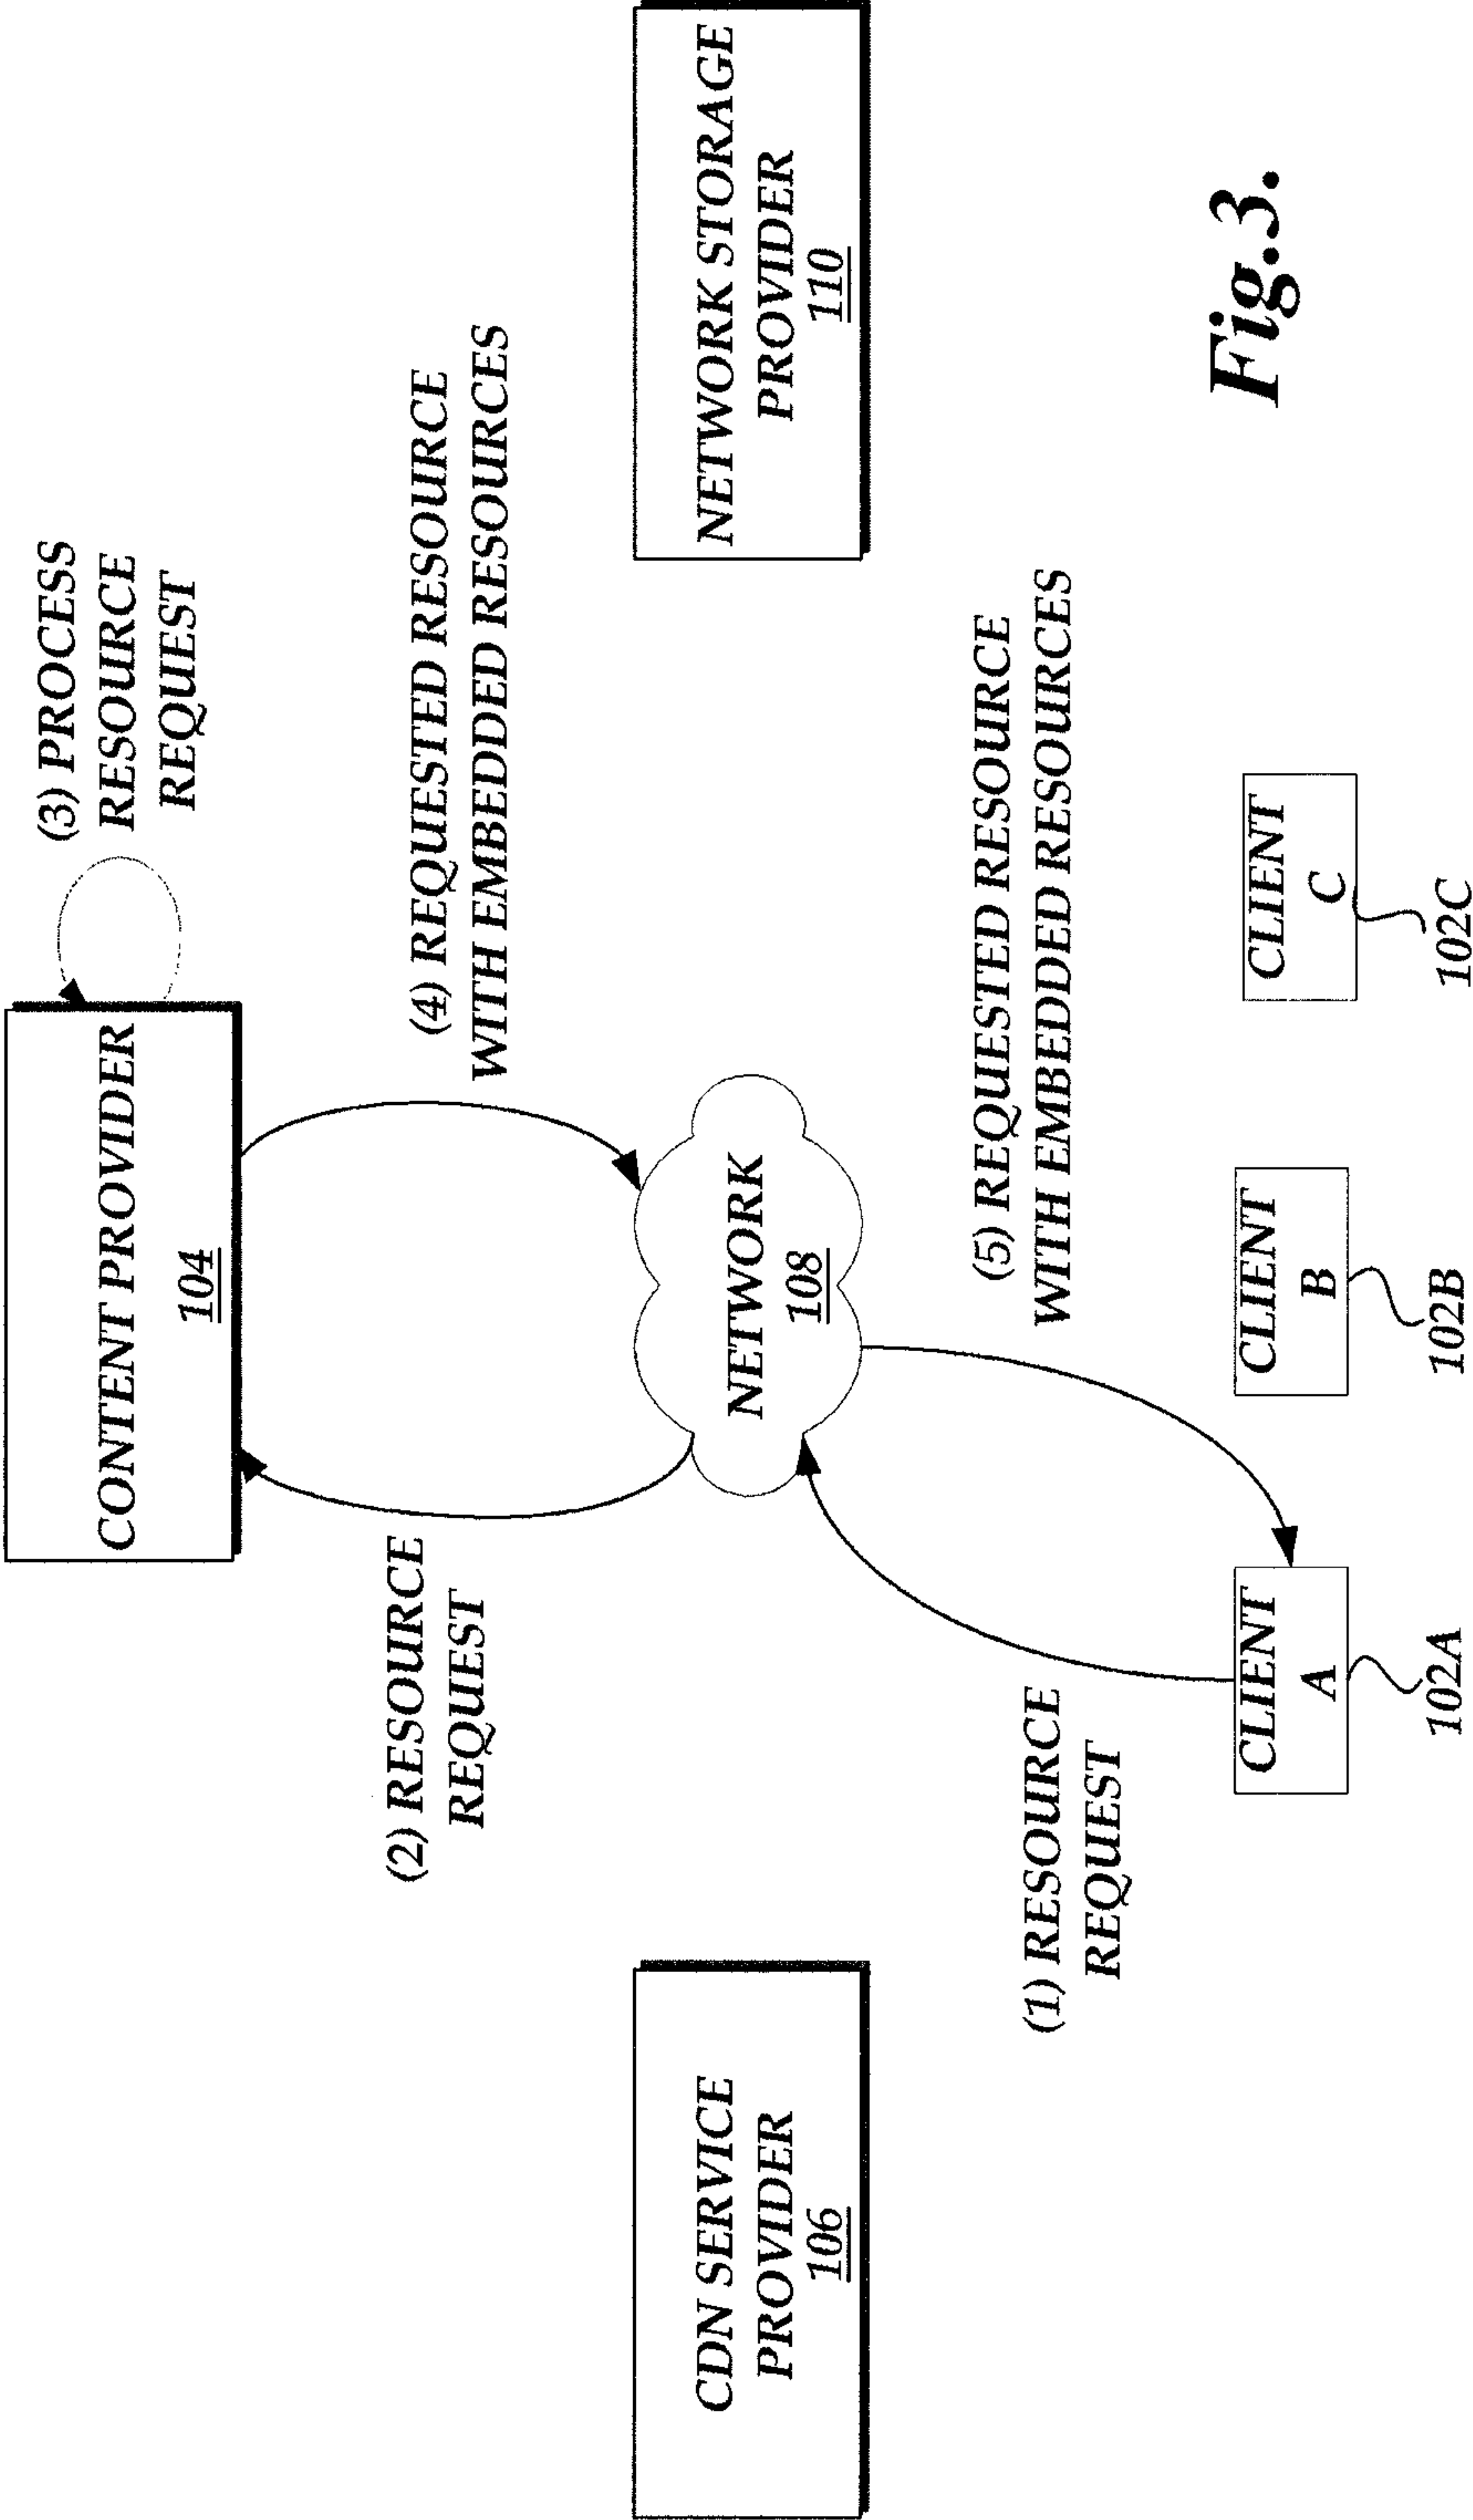 CONTENT PROVIDER
104
(3) PROCESS
RESOURCE
REQUEST
(2) RESOURCE
REQUEST
(4) REQUESTED RESOURCE
WITH EMBEDDED RESOURCES
CDN SERVICE
PROVIDER
106
NETWORK
108
NETWORK STORAGE
PROVIDER
110
(1) RESOURCE
REQUEST
(5) REQUESTED RESOURCE
WITH EMBEDDED RESOURCES
CLIENT
A
102A
CLIENT
B
102B
CLIENT
C
102C
Fig.3.